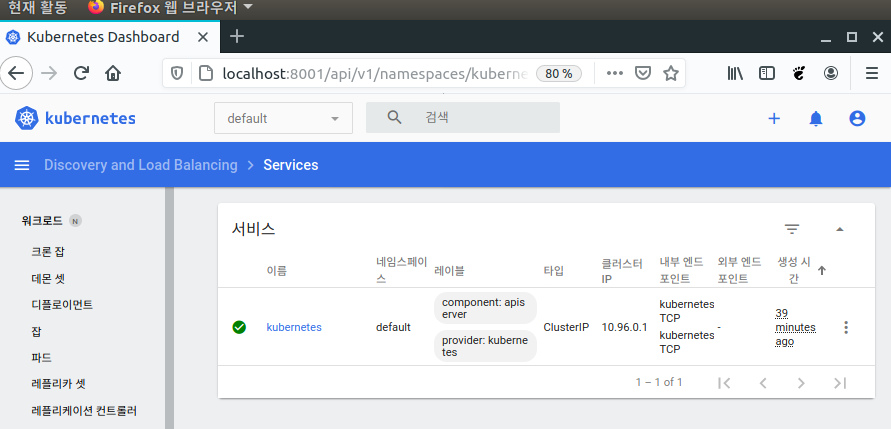 현재 활동 Firefox 웹 브라우저
Kubernetes Dashboard
localhost:8001/api/v1/namespaces/kuberne 80 %
kubernetes default 검색
Discovery and Load Balancing > Services
워크로드 N
크론 잡
데몬 셋
디플로이먼트
잡
파드
레플리카 셋
레플리케이션 컨트롤러
서비스
이름 네임스페이스 레이블 타입 클러스터 IP 내부 엔드포인트 외부 엔드포인트 생성 시간
kubernetes default component: apiserver provider: kubernetes ClusterIP 10.96.0.1 kubernetes TCP kubernetes TCP - 39 minutes ago
1 – 1 of 1